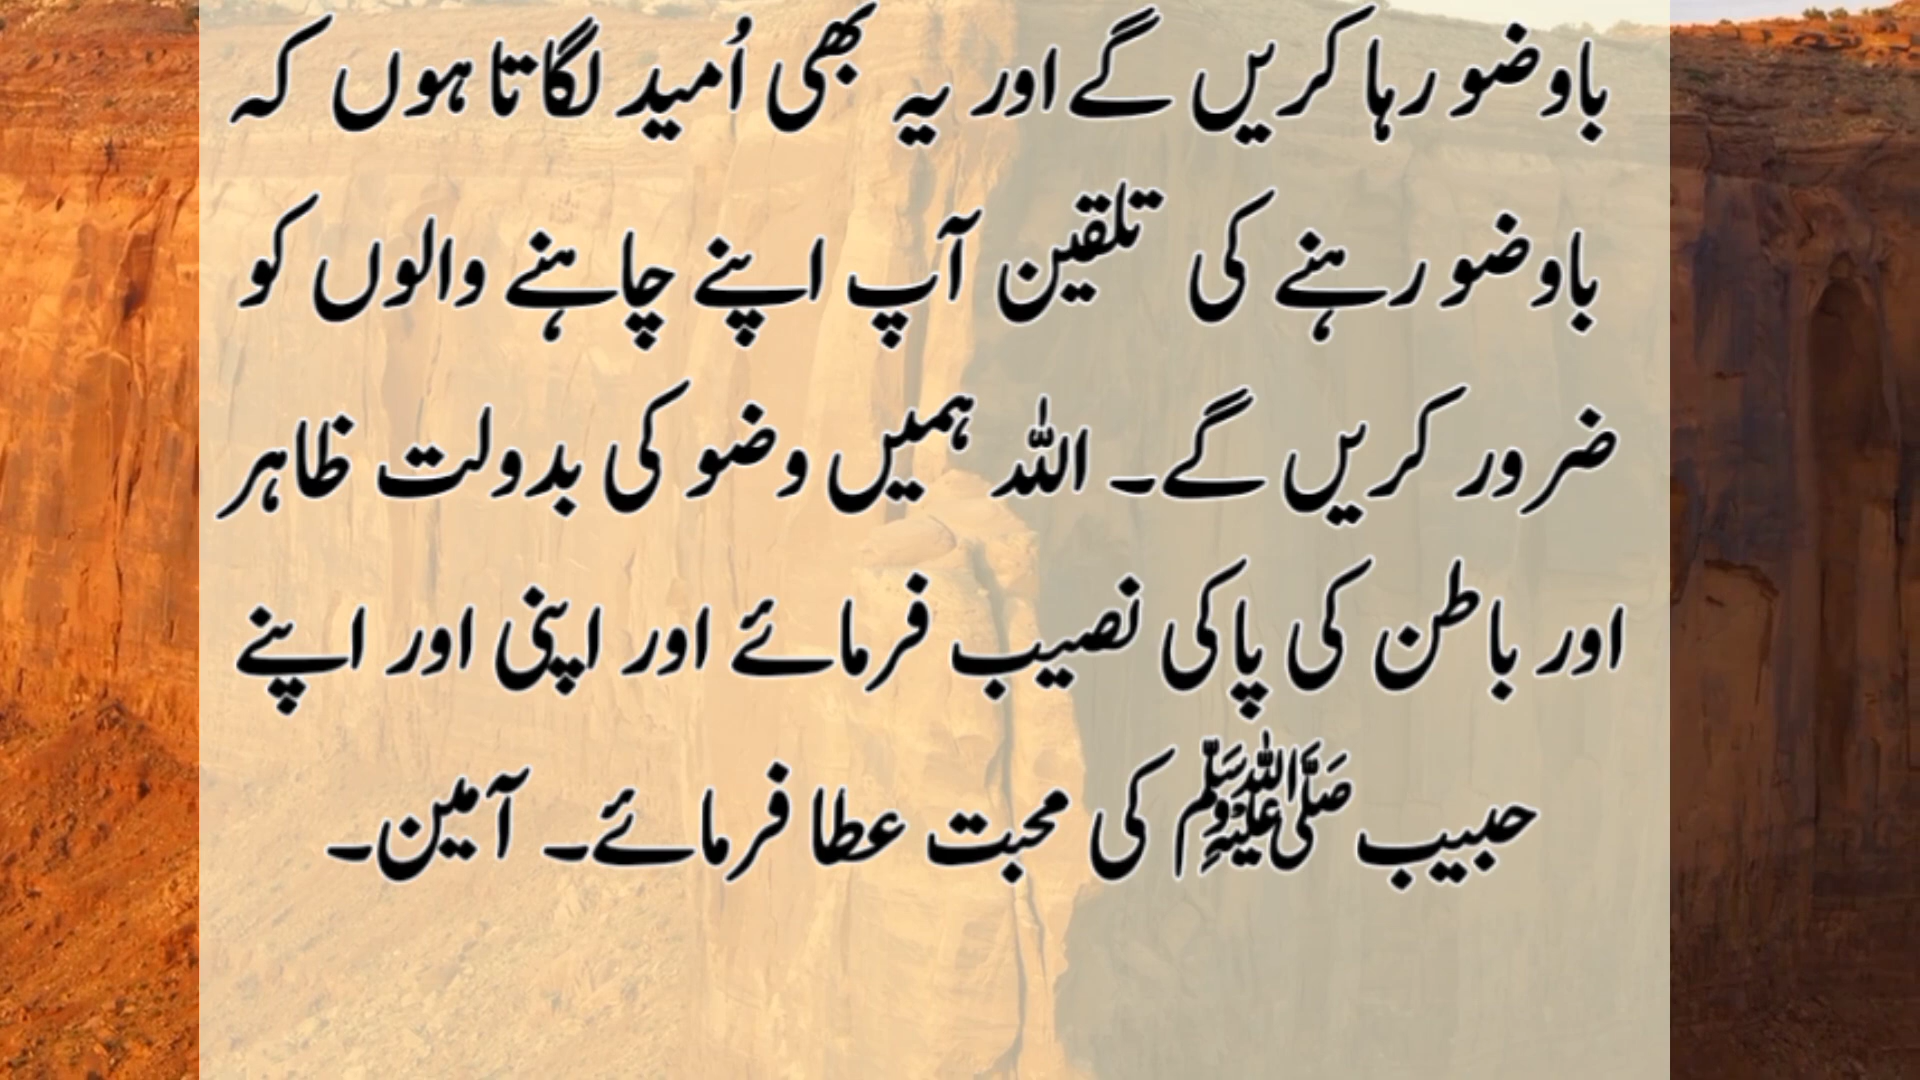 باوضو رہا کریں گے اور یہ بھی اُمید لگاتا ہوں کہ
باوضو رہنے کی تلقین آپ اپنے چاہنے والوں کو
ضرور کریں گے۔ اللہ ہمیں وضو کی بدولت ظاہر
اور باطن کی پاکی نصیب فرمائے اور اپنی اور اپنے
حبیب ﷺ کی محبت عطا فرمائے۔ آمین۔